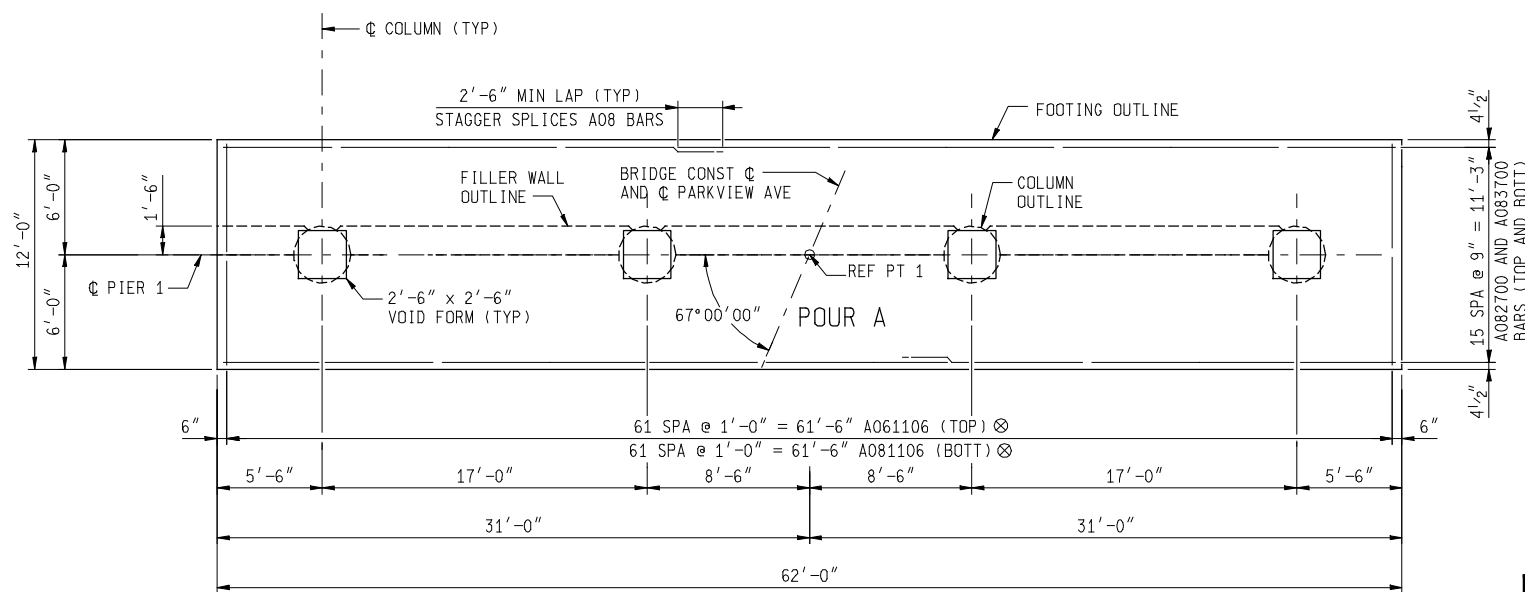 ℄ COLUMN (TYP)
2'-6" MIN LAP (TYP)
STAGGER SPLICES A08 BARS
FOOTING OUTLINE
4½"
FILLER WALL
OUTLINE
BRIDGE CONST ℄
AND ℄ PARKVIEW AVE
COLUMN
OUTLINE
12'-0"
6'-0"
1'-6"
6'-0"
℄ PIER 1
2'-6" x 2'-6"
VOID FORM (TYP)
REF PT 1
67°00'00"
POUR A
15 SPA @ 9" = 11'-3"
A082700 AND A083700
BARS (TOP AND BOTT)
4½"
6"
61 SPA @ 1'-0" = 61'-6" A061106 (TOP) ⊗
6"
61 SPA @ 1'-0" = 61'-6" A081106 (BOTT) ⊗
5'-6"
17'-0"
8'-6"
8'-6"
17'-0"
5'-6"
31'-0"
31'-0"
62'-0"